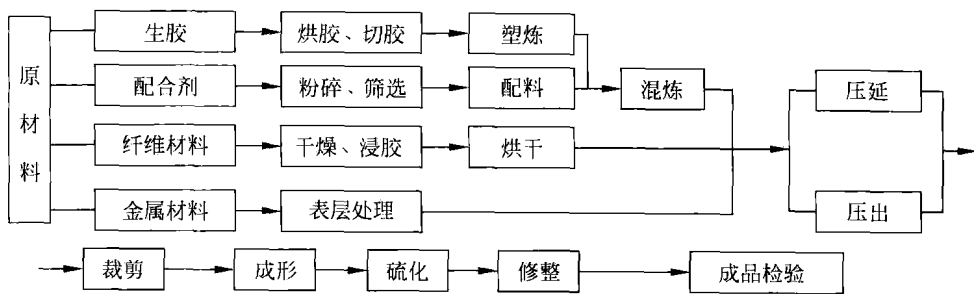 原材料
生胶
烘胶、切胶
塑炼
配合剂
粉碎、筛选
配料
混炼
压延
纤维材料
干燥、浸胶
烘干
金属材料
表层处理
压出
裁剪
成形
硫化
修整
成品检验